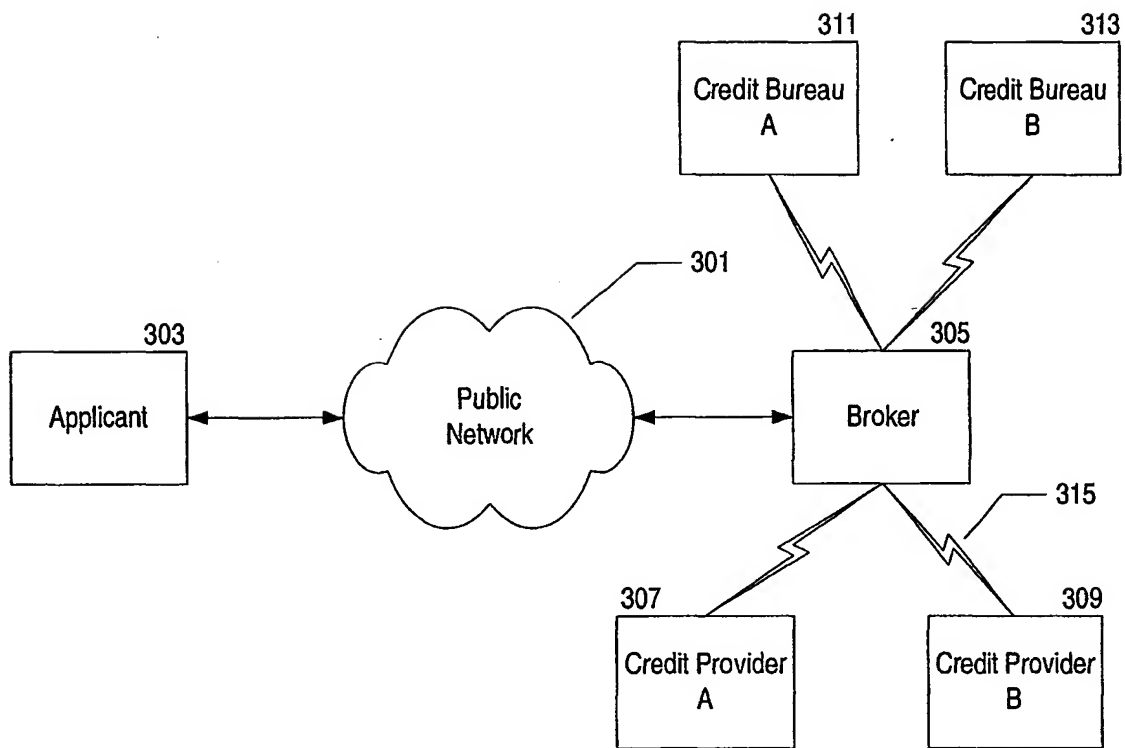 311
313
Credit Bureau
A
Credit Bureau
B
301
303
305
Applicant
Public
Network
Broker
315
307
309
Credit Provider
A
Credit Provider
B